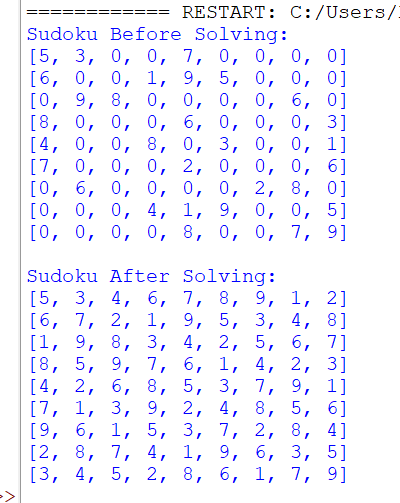 ============ RESTART: C:/Users/
Sudoku Before Solving:
[5, 3, 0, 0, 7, 0, 0, 0, 0]
[6, 0, 0, 1, 9, 5, 0, 0, 0]
[0, 9, 8, 0, 0, 0, 0, 6, 0]
[8, 0, 0, 0, 6, 0, 0, 0, 3]
[4, 0, 0, 8, 0, 3, 0, 0, 1]
[7, 0, 0, 0, 2, 0, 0, 0, 6]
[0, 6, 0, 0, 0, 0, 2, 8, 0]
[0, 0, 0, 4, 1, 9, 0, 0, 5]
[0, 0, 0, 0, 8, 0, 0, 7, 9]
Sudoku After Solving:
[5, 3, 4, 6, 7, 8, 9, 1, 2]
[6, 7, 2, 1, 9, 5, 3, 4, 8]
[1, 9, 8, 3, 4, 2, 5, 6, 7]
[8, 5, 9, 7, 6, 1, 4, 2, 3]
[4, 2, 6, 8, 5, 3, 7, 9, 1]
[7, 1, 3, 9, 2, 4, 8, 5, 6]
[9, 6, 1, 5, 3, 7, 2, 8, 4]
[2, 8, 7, 4, 1, 9, 6, 3, 5]
[3, 4, 5, 2, 8, 6, 1, 7, 9]
>>